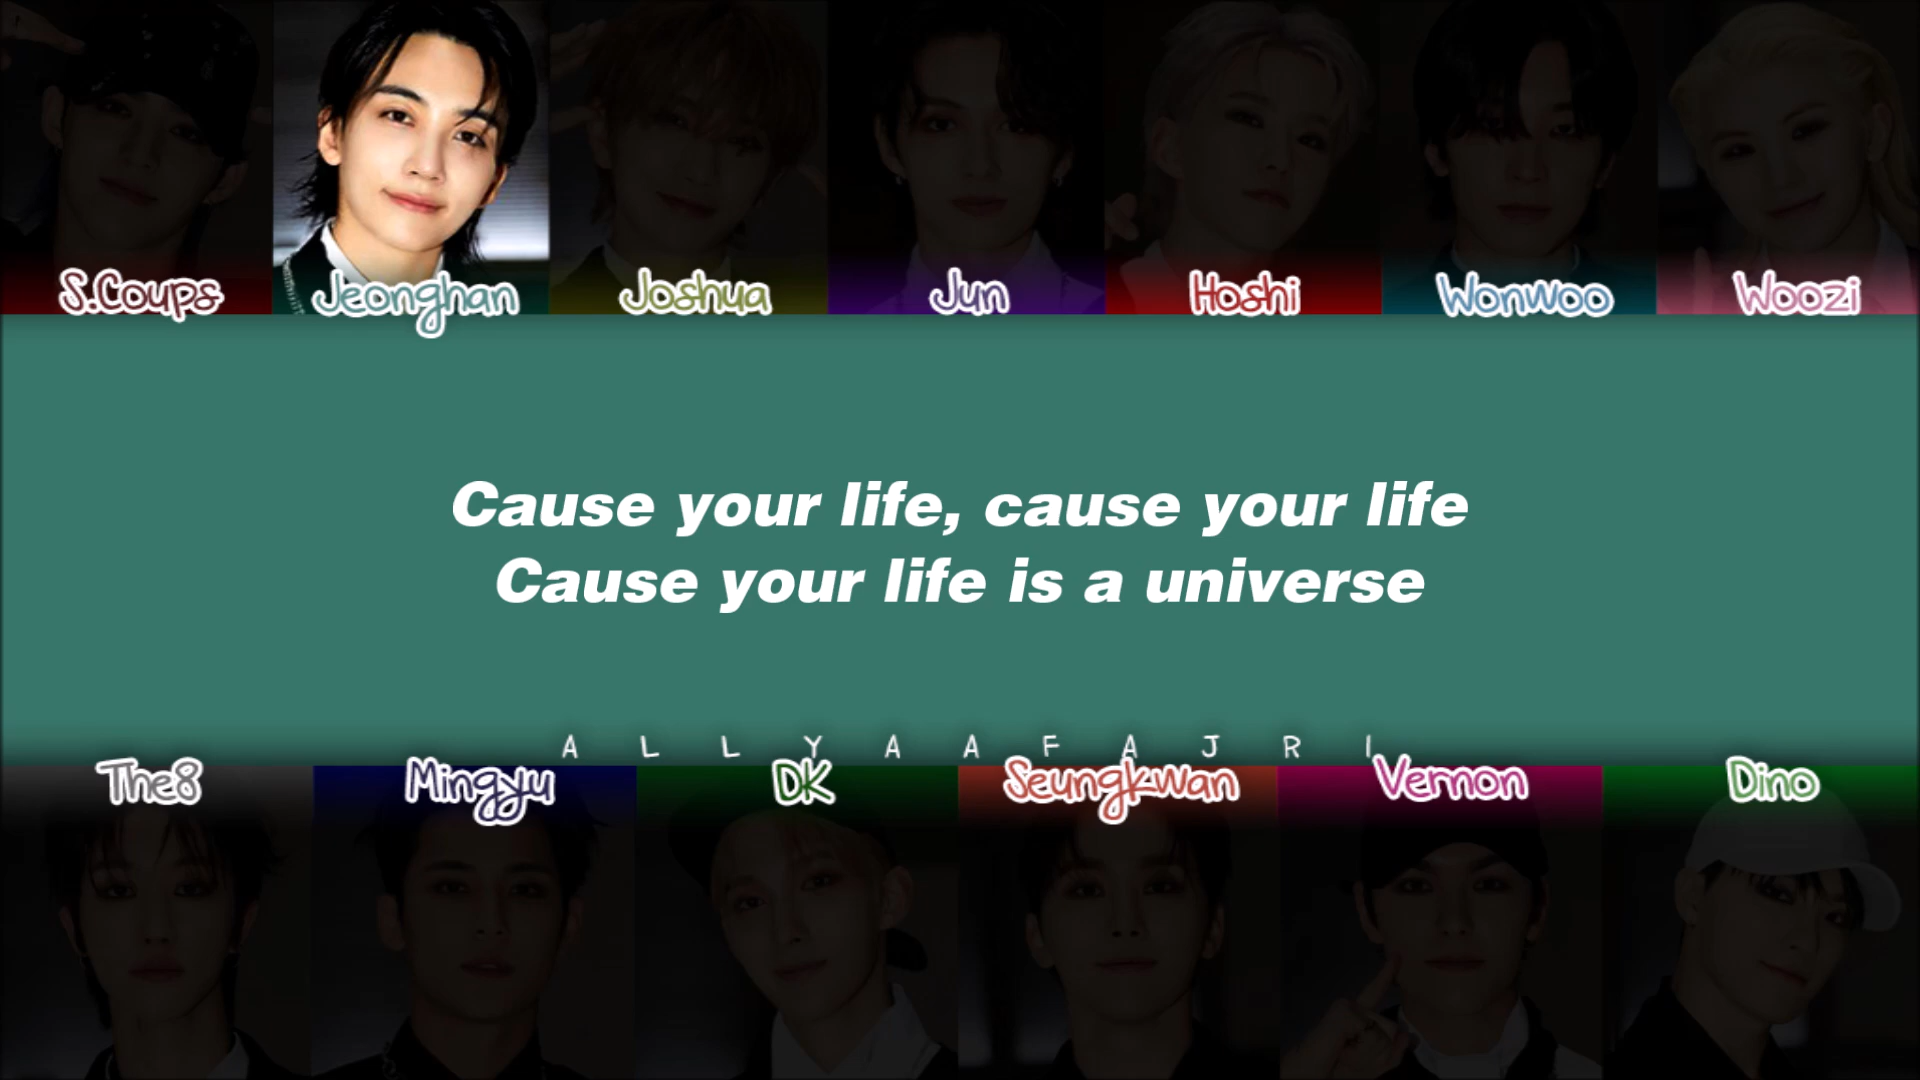 S.Coups Jeonghan Joshua Jun Hoshi Wonwoo Woozi
Cause your life, cause your life
Cause your life is a universe
A L L Y A A F A J R I
The8 Mingyu DK Seungkwan Vernon Dino